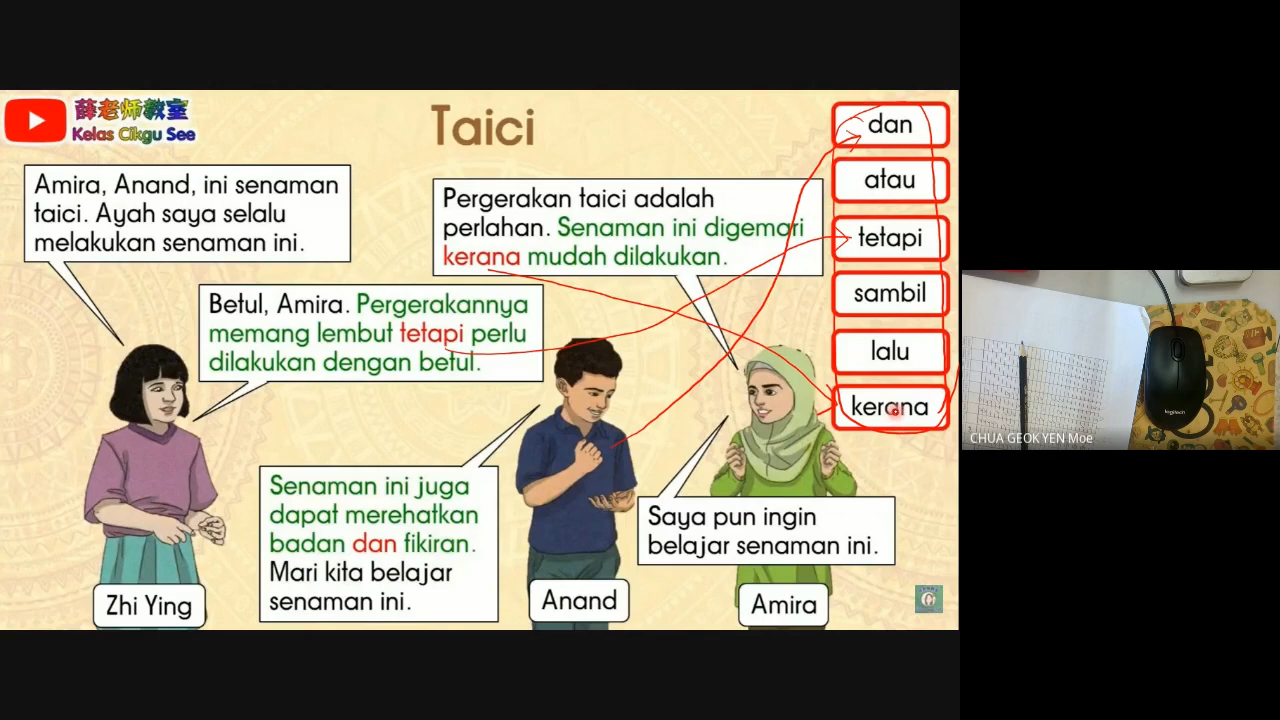 薛老师教室
Kelas Cikgu See
Taici
Amira, Anand, ini senaman
taici. Ayah saya selalu
melakukan senaman ini.
Pergerakan taici adalah
perlahan. Senaman ini digemari
kerana mudah dilakukan.
Betul, Amira. Pergerakannya
memang lembut tetapi perlu
dilakukan dengan betul.
Senaman ini juga
dapat merehatkan
badan dan fikiran.
Mari kita belajar
senaman ini.
Saya pun ingin
belajar senaman ini.
Zhi Ying
Anand
Amira
dan
atau
tetapi
sambil
lalu
kerana
logitech
CHUA GEOK YEN Moe